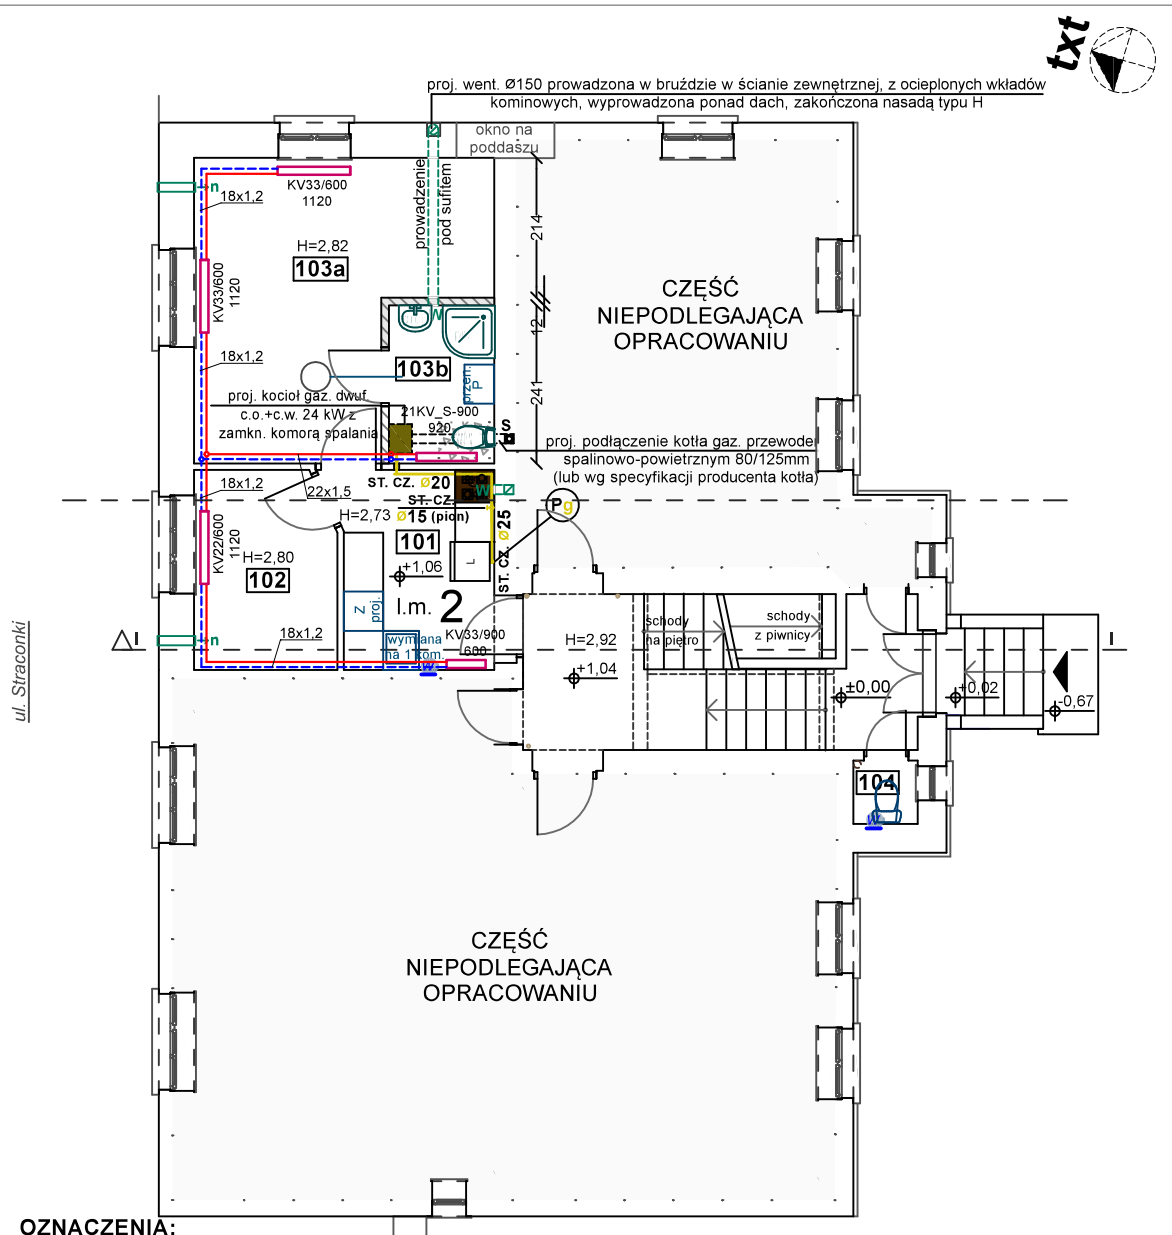 txt
proj. went. Ø150 prowadzona w bruździe w ścianie zewnętrznej, z ocieplonych wkładów
kominowych, wyprowadzona ponad dach, zakończona nasadą typu H
okno na
poddaszu
n
18x1,2
KV33/600
1120
prowadzenie
pod sufitem
214
H=2,82
103a
KV33/600
1120
CZĘŚĆ
NIEPODLEGAJĄCA
OPRACOWANIU
W
12
18x1,2
103b
przen.
P
241
proj. kocioł gaz. dwuf.
c.o.+c.w. 24 kW z
zamkn. komorą spalania
21KV_S-900
920
S
proj. podłączenie kotła gaz. przewodem
spalinowo-powietrznym 80/125mm
(lub wg specyfikacji producenta kotła)
18x1,2
22x1,5
ST. CZ. Ø20
W
ST. CZ.
Ø15 (pion)
H=2,73
ST. CZ. Ø25
Pg
KV22/600
1120
H=2,80
102
101
+1,06
L
Z
proj.
l.m. 2
wymiana
na 1 kom.
KV33/900
600
W
n
18x1,2
I
I
ul. Straconki
H=2,92
+1,04
schody
na piętro
schody
z piwnicy
±0,00
+0,02
-0,67
104
W
CZĘŚĆ
NIEPODLEGAJĄCA
OPRACOWANIU
OZNACZENIA: